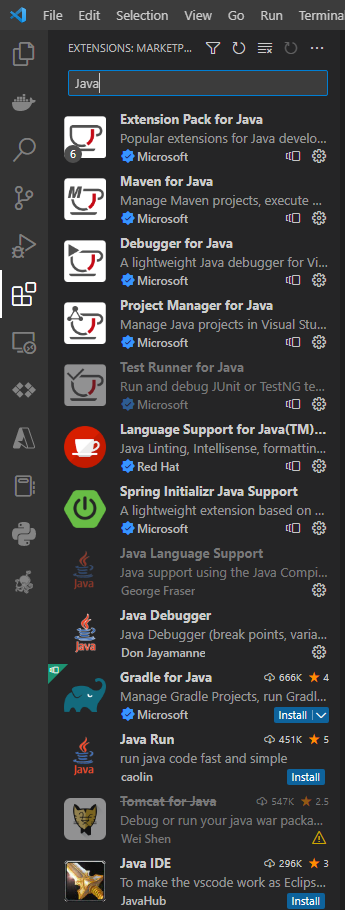 File Edit Selection View Go Run Terminal
EXTENSIONS: MARKETP...
Java
Extension Pack for Java
Popular extensions for Java develo...
6
Microsoft
Maven for Java
M
Manage Maven projects, execute ...
Microsoft
Debugger for Java
A lightweight Java debugger for Vi...
Microsoft
Project Manager for Java
Manage Java projects in Visual Stu...
Microsoft
Test Runner for Java
Run and debug JUnit or TestNG te...
Microsoft
Language Support for Java(TM)...
Java Linting, Intellisense, formattin...
Red Hat
Spring Initializr Java Support
A lightweight extension based on ...
Microsoft
Java Language Support
Java support using the Java Compi...
Java
George Fraser
Java Debugger
Java Debugger (break points, varia...
Java
Don Jayamanne
Gradle for Java 666K 4
Manage Gradle Projects, run Gradl...
Microsoft Install
Java Run 451K 5
run java code fast and simple
Java
caolin Install
Tomcat for Java 547K 2.5
Debug or run your java war packa...
Wei Shen
Java IDE 296K 3
To make the vscode work as Eclips...
JavaHub Install